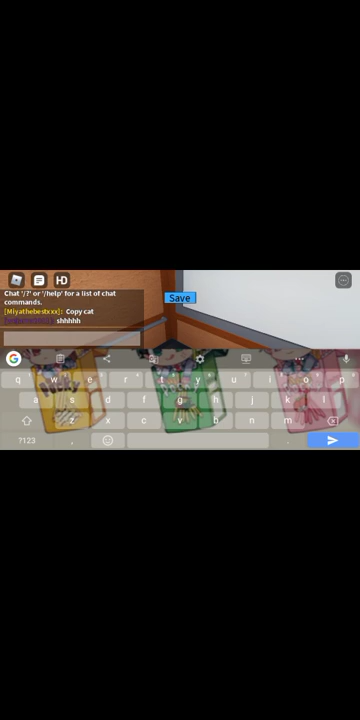 HD
Chat '/?' or '/help' for a list of chat
commands.
[Miyathebestxxx]: Copy cat
shhhhh
Save
q w e r t y u i o p
a s d f g h j k l
z x c v b n m
?123 , .